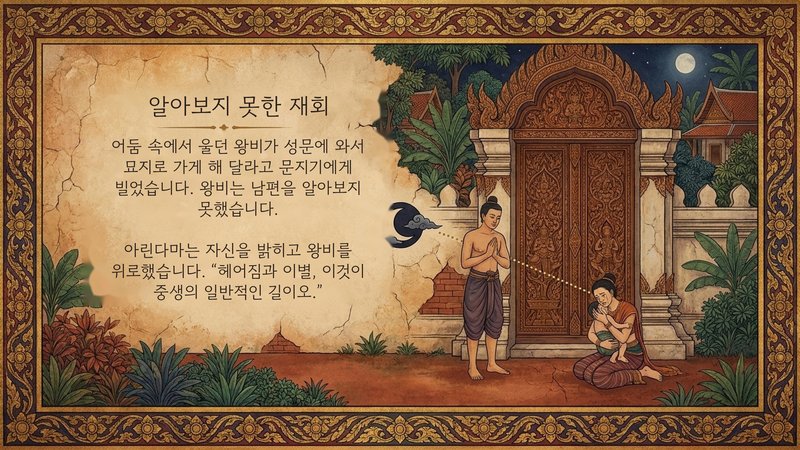 알아보지 못한 재회
어둠 속에서 울던 왕비가 성문에 와서
묘지로 가게 해 달라고 문지기에게
빌었습니다. 왕비는 남편을 알아보지
못했습니다.
아린다마는 자신을 밝히고 왕비를
위로했습니다. “헤어짐과 이별, 이것이
중생의 일반적인 길이오.”